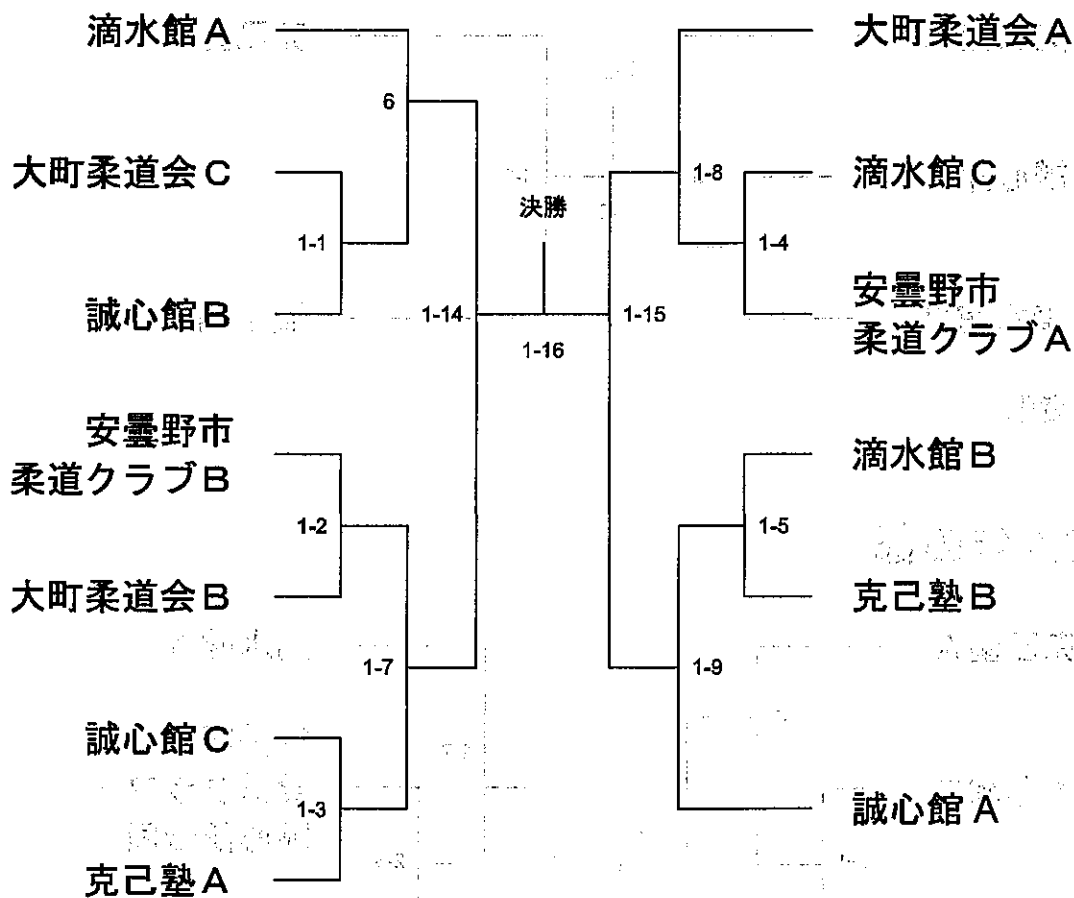 滴水館A
大町柔道会A
6
大町柔道会C
1-8
滴水館C
決勝
1-1
1-4
誠心館B
1-14
1-15
安曇野市
柔道クラブA
1-16
安曇野市
柔道クラブB
滴水館B
1-2
1-5
大町柔道会B
克己塾B
1-7
1-9
誠心館C
1-3
誠心館A
克己塾A